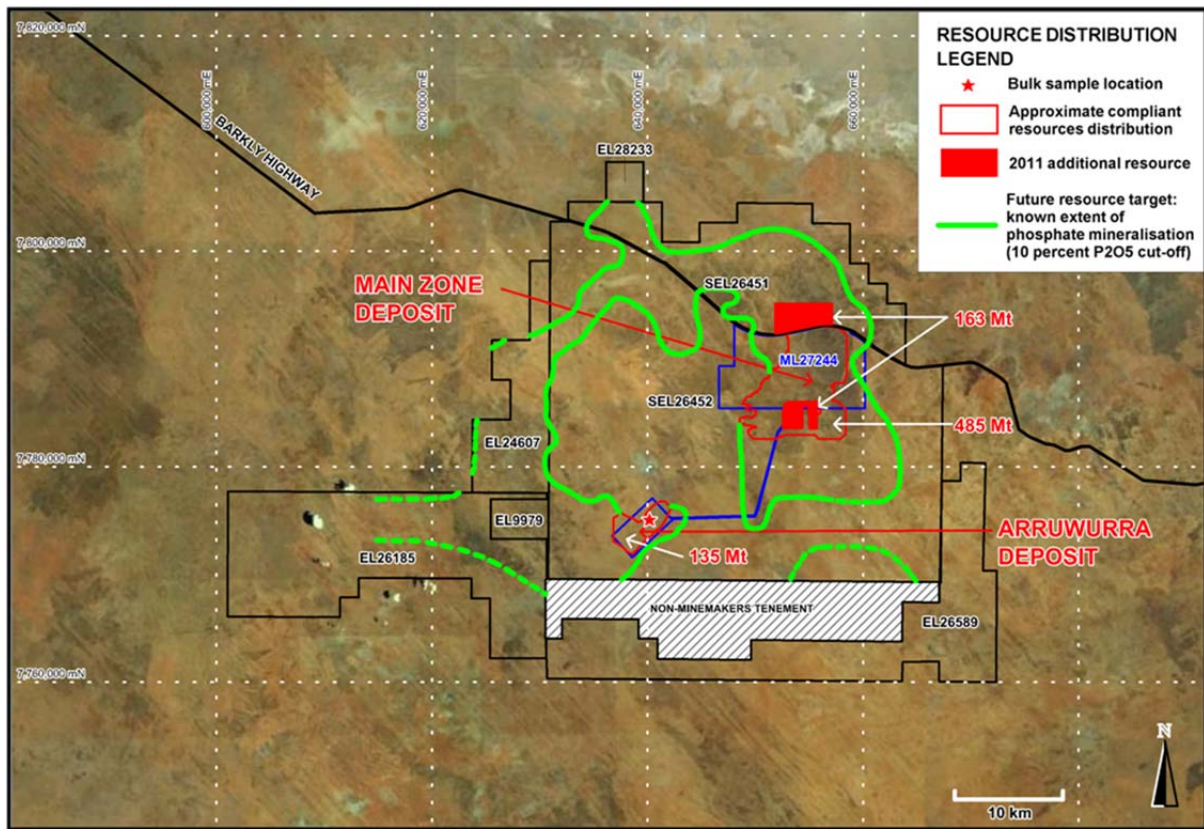 7,820,000 mN
600,000 mE
620,000 mE
640,000 mE
660,000 mE
RESOURCE DISTRIBUTION
LEGEND
Bulk sample location
Approximate compliant
resources distribution
2011 additional resource
Future resource target:
known extent of
phosphate mineralisation
(10 percent P2O5 cut-off)
BARKLY HIGHWAY
EL28233
7,800,000 mN
MAIN ZONE
DEPOSIT
SEL26451
163 Mt
ML27244
SEL26452
485 Mt
EL24607
7,780,000 mN
EL9979
ARRUWURRA
DEPOSIT
135 Mt
EL26185
NON-MINEMAKERS TENEMENT
EL26589
7,760,000 mN
10 km
N